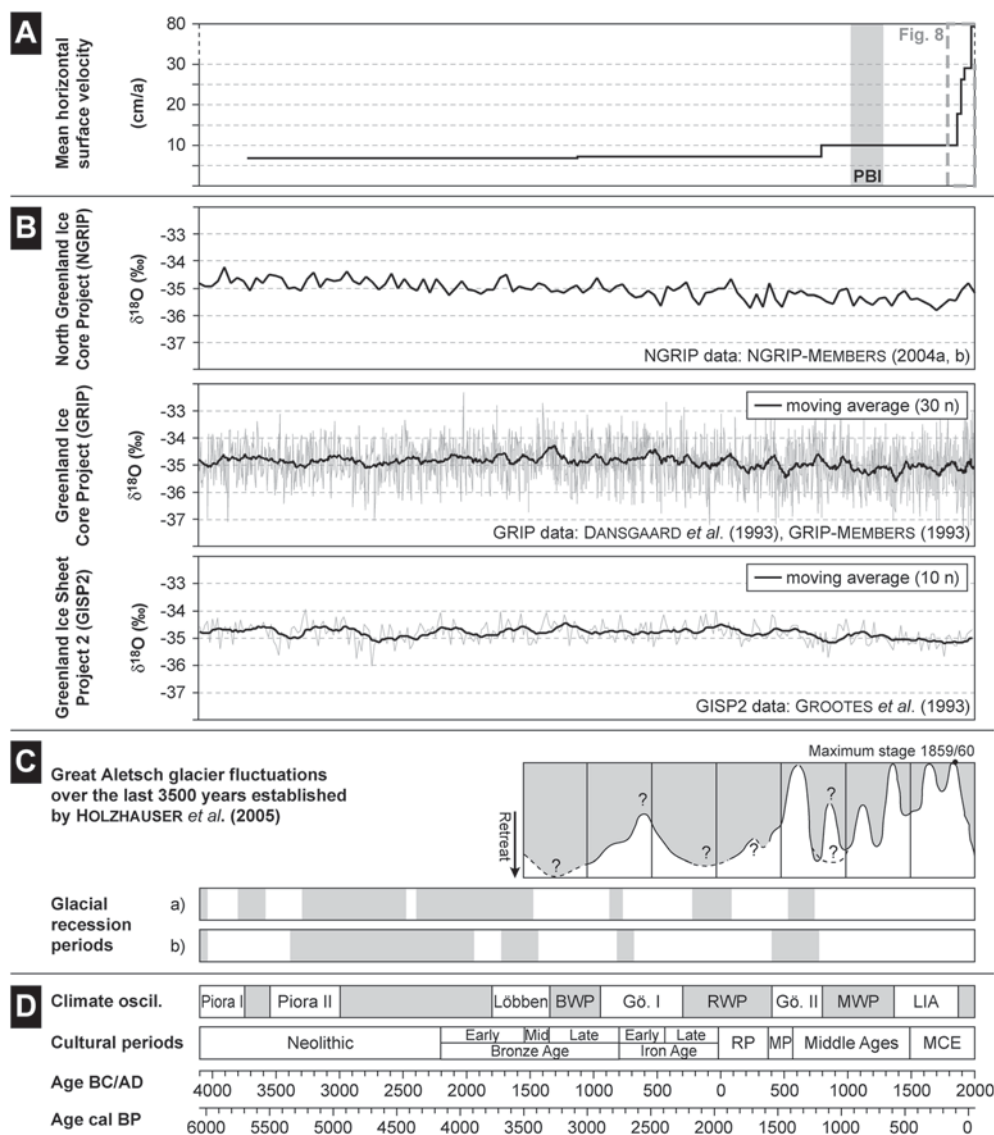 A
Mean horizontal
surface velocity
(cm/a)
80
30
20
10
Fig. 8
PBI
B
North Greenland Ice
Core Project (NGRIP)
δ¹⁸O (‰)
-33
-34
-35
-36
-37
NGRIP data: NGRIP-MEMBERS (2004a, b)
Greenland Ice
Core Project (GRIP)
δ¹⁸O (‰)
-33
-34
-35
-36
-37
moving average (30 n)
GRIP data: DANSGAARD et al. (1993), GRIP-MEMBERS (1993)
Greenland Ice Sheet
Project 2 (GISP2)
δ¹⁸O (‰)
-33
-34
-35
-36
-37
moving average (10 n)
GISP2 data: GROOTES et al. (1993)
C
Great Aletsch glacier fluctuations
over the last 3500 years established
by HOLZHAUSER et al. (2005)
Maximum stage 1859/60
Retreat
? ? ? ? ? ?
Glacial
recession
periods
a)
b)
D
Climate oscil.
Piora I Piora II Löbben BWP Gö. I RWP Gö. II MWP LIA
Cultural periods
Neolithic Early Mid Late Early Late RP MP Middle Ages MCE
Bronze Age Iron Age
Age BC/AD
4000 3500 3000 2500 2000 1500 1000 500 0 500 1000 1500 2000
Age cal BP
6000 5500 5000 4500 4000 3500 3000 2500 2000 1500 1000 500 0